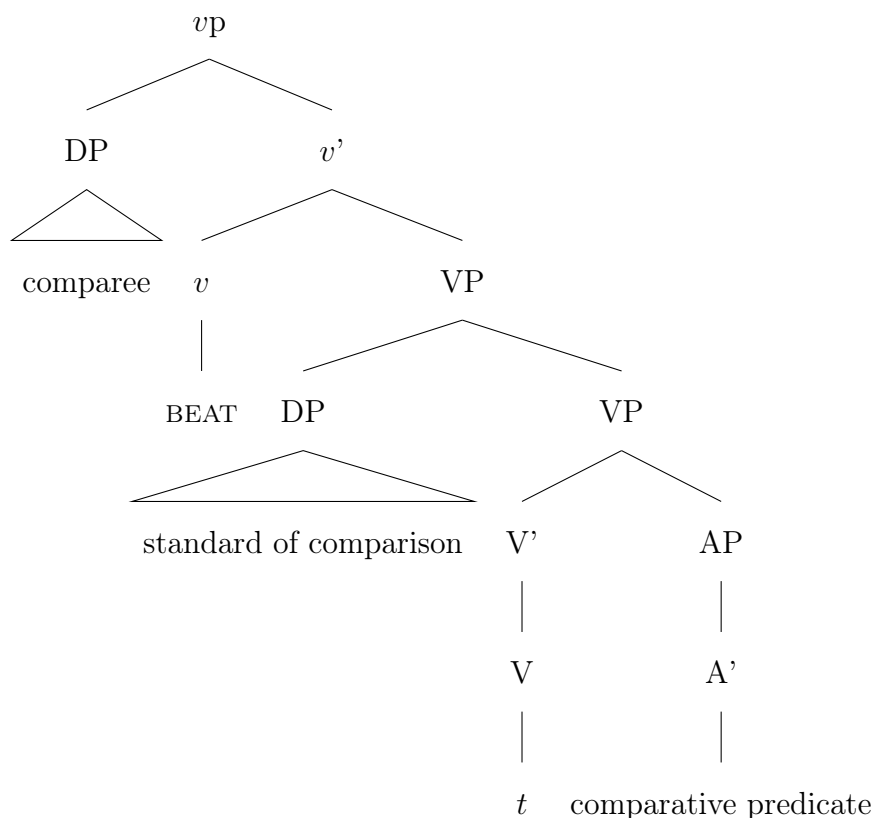 vp
DP v’
comparee v VP
BEAT DP VP
standard of comparison V’ AP
V A’
t comparative predicate